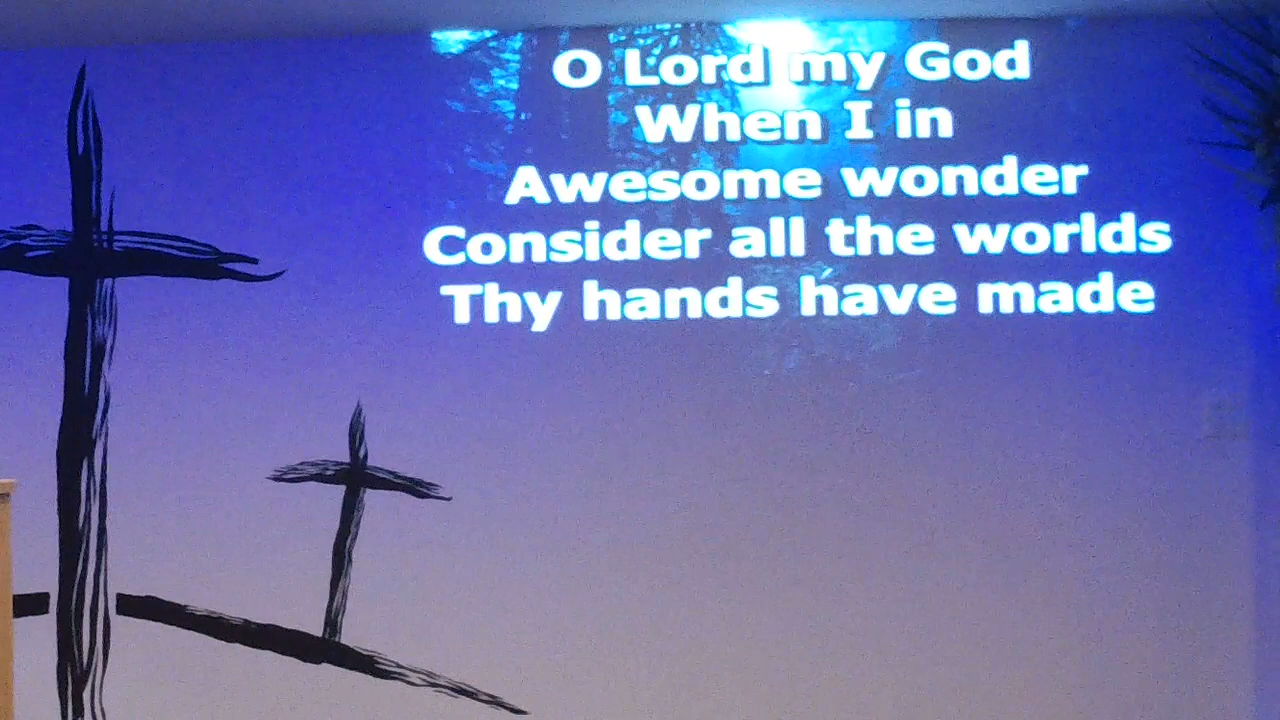 O Lord my God
When I in
Awesome wonder
Consider all the worlds
Thy hands have made